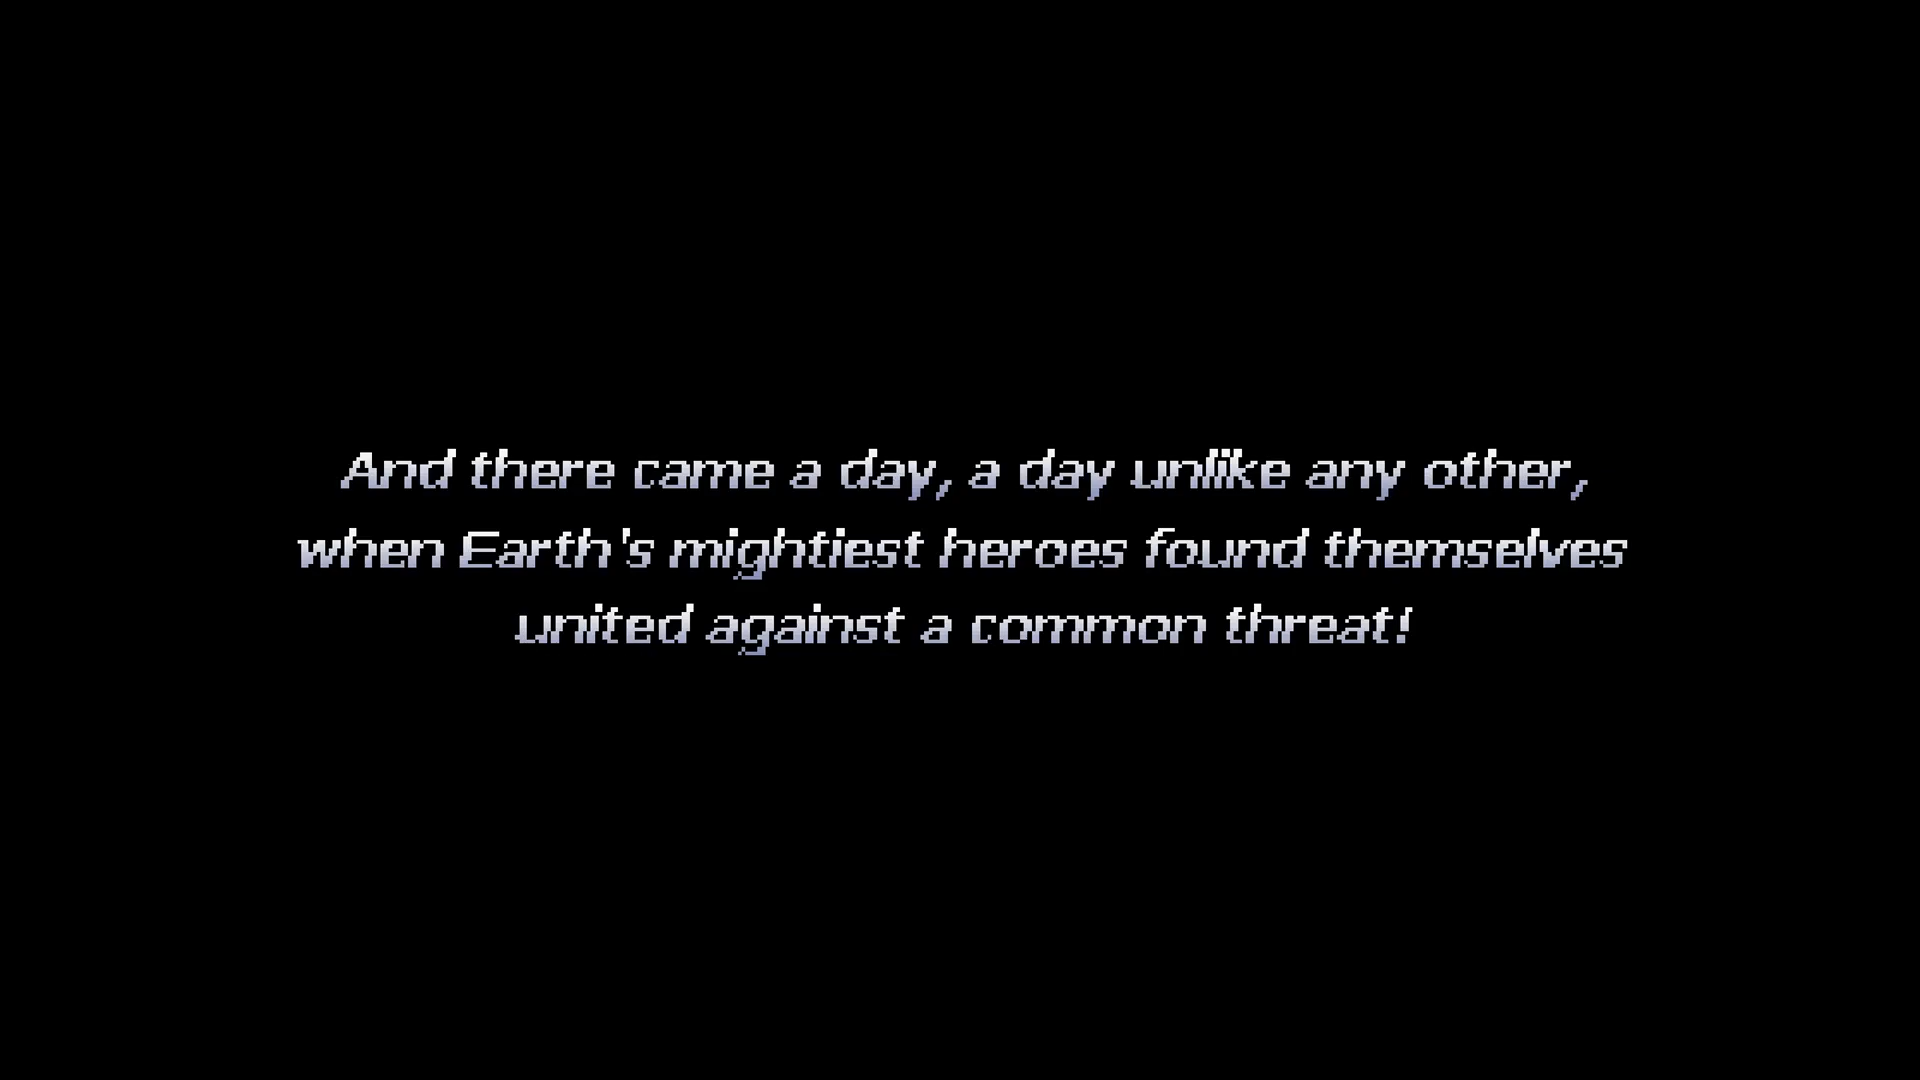 And there came a day, a day unlike any other,
when Earth's mightiest heroes found themselves
united against a common threat!